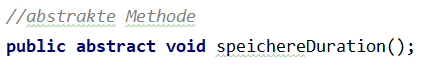 //abstrakte Methode
public abstract void speichereDuration();